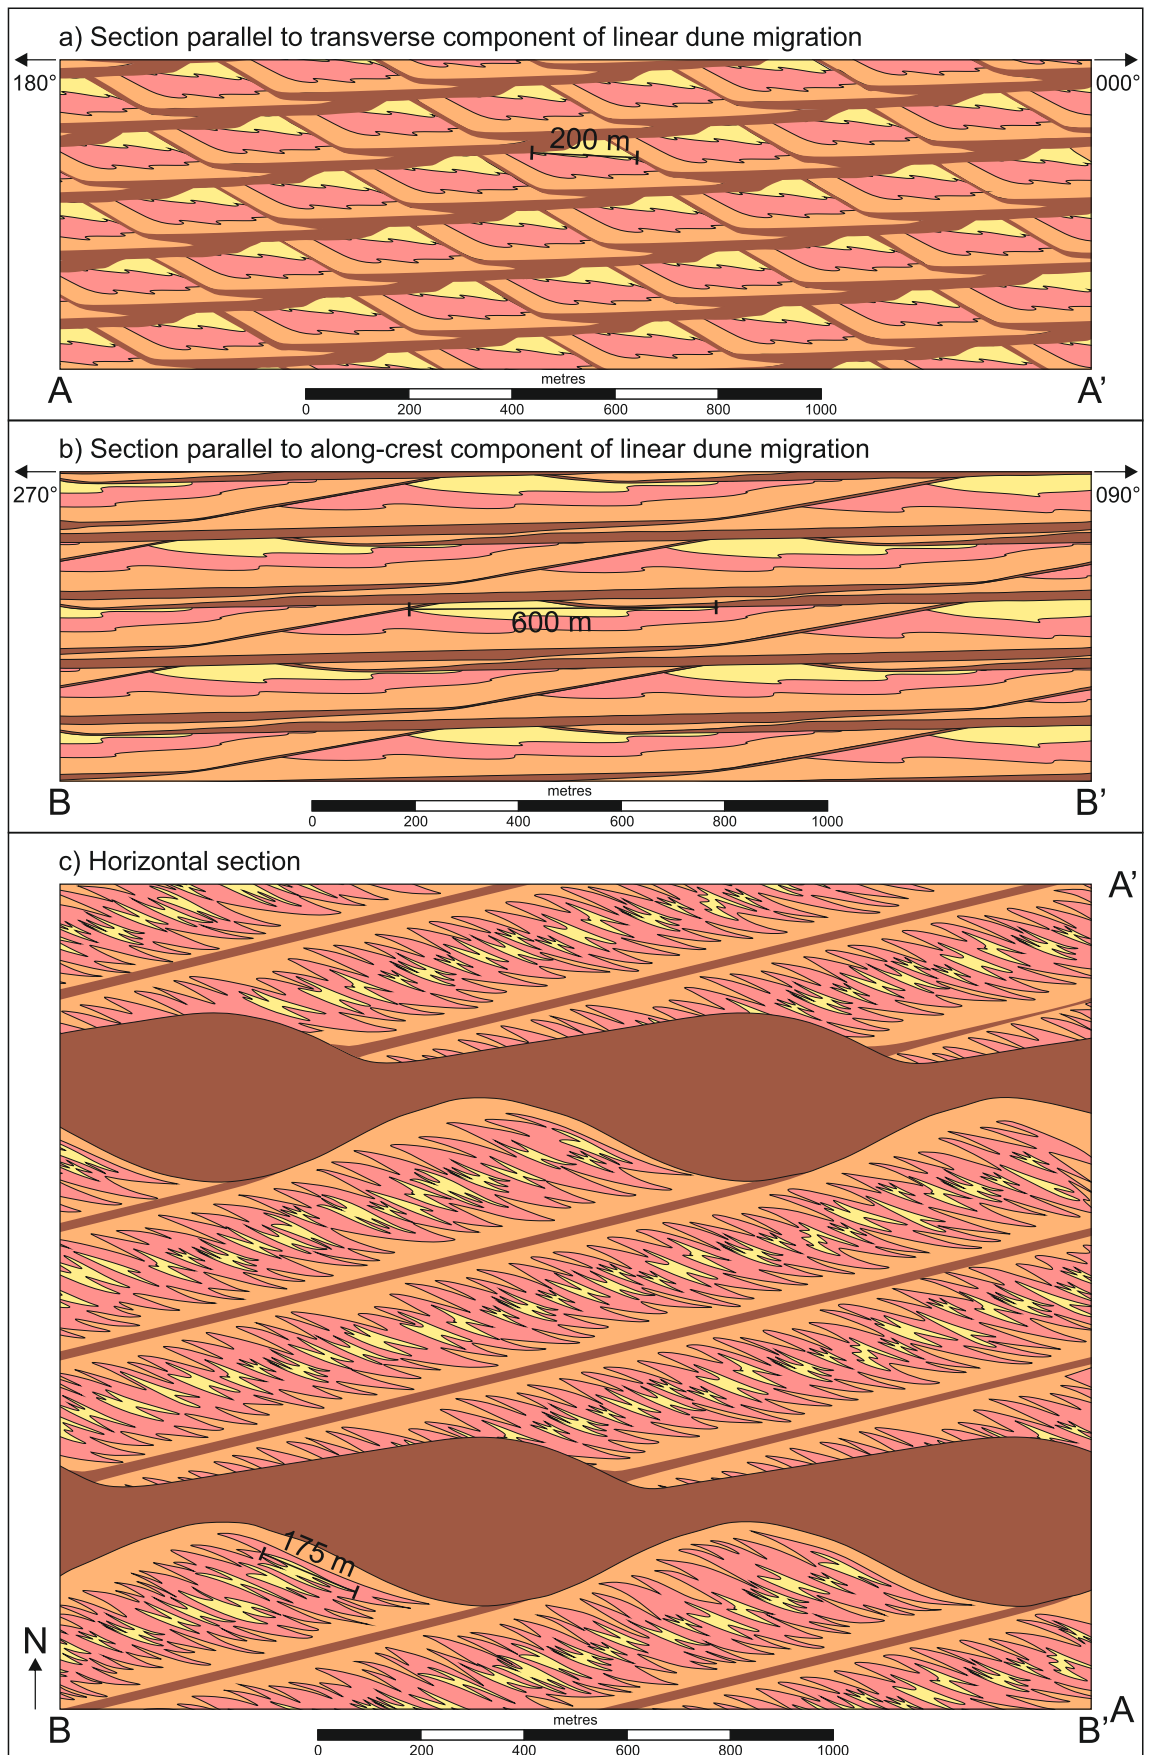 a) Section parallel to transverse component of linear dune migration
180°
000°
200 m
A
A'
metres
0 200 400 600 800 1000
b) Section parallel to along-crest component of linear dune migration
270°
090°
600 m
B
B'
metres
0 200 400 600 800 1000
c) Horizontal section
A'
175 m
N
B
B'
A
metres
0 200 400 600 800 1000